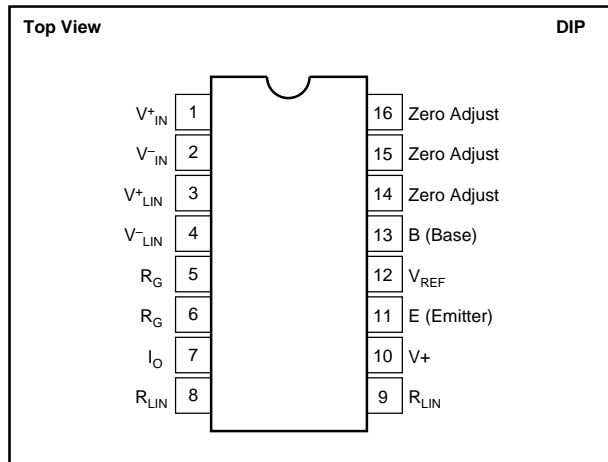 Top View DIP
V+IN 1 16 Zero Adjust
V–IN 2 15 Zero Adjust
V+LIN 3 14 Zero Adjust
V–LIN 4 13 B (Base)
RG 5 12 VREF
RG 6 11 E (Emitter)
IO 7 10 V+
RLIN 8 9 RLIN